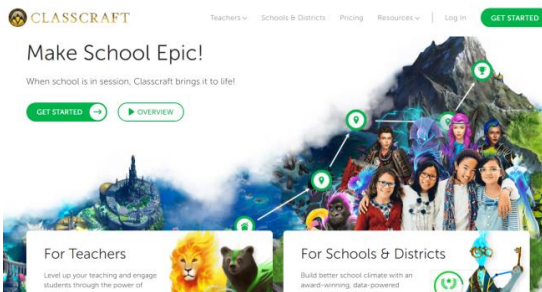 CLASSCRAFT
Teachers Schools & Districts Pricing Resources Log In GET STARTED
Make School Epic!
When school is in session, Classcraft brings it to life!
GET STARTED OVERVIEW
For Teachers
Level up your teaching and engage
students through the power of
For Schools & Districts
Build better school climate with an
award-winning, data-powered